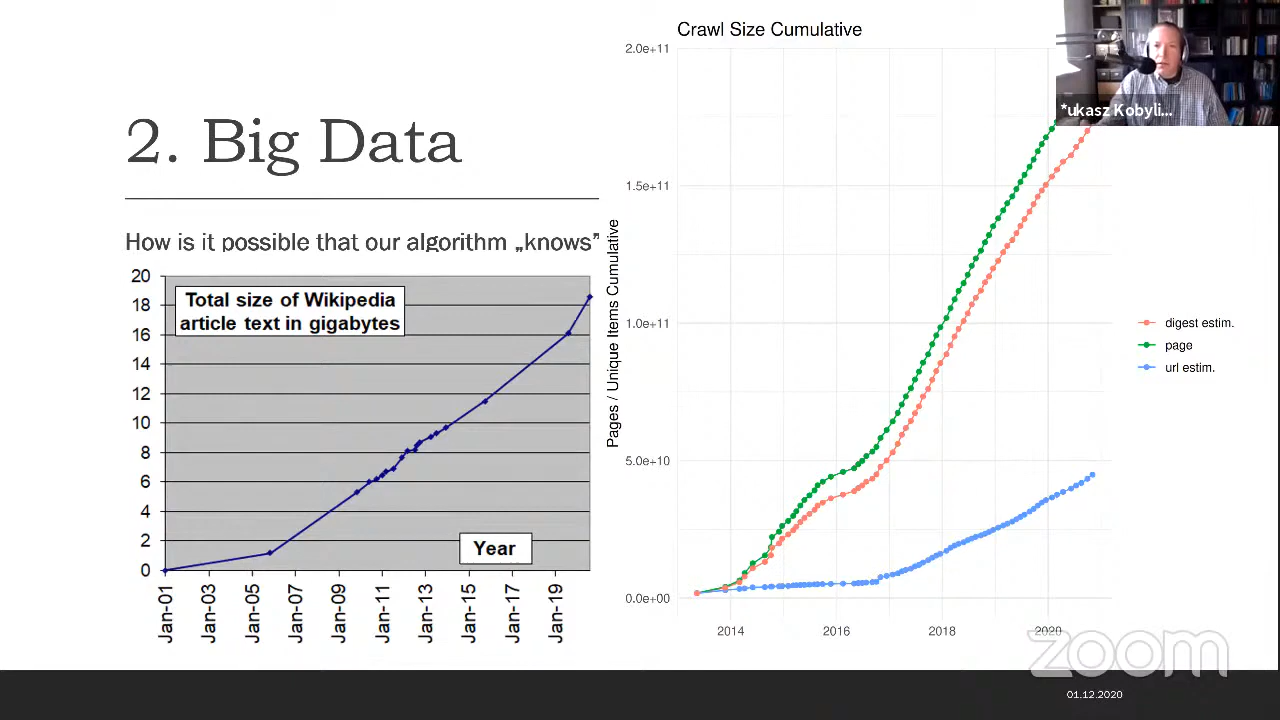 2. Big Data
How is it possible that our algorithm „knows”
Total size of Wikipedia
article text in gigabytes
20
18
16
14
12
10
8
6
4
2
0
Year
Jan-01
Jan-03
Jan-05
Jan-07
Jan-09
Jan-11
Jan-13
Jan-15
Jan-17
Jan-19
Crawl Size Cumulative
Pages / Unique Items Cumulative
2.0e+11
1.5e+11
1.0e+11
5.0e+10
0.0e+00
2014
2016
2018
2020
digest estim.
page
url estim.
*ukasz Kobyli...
zoom
01.12.2020